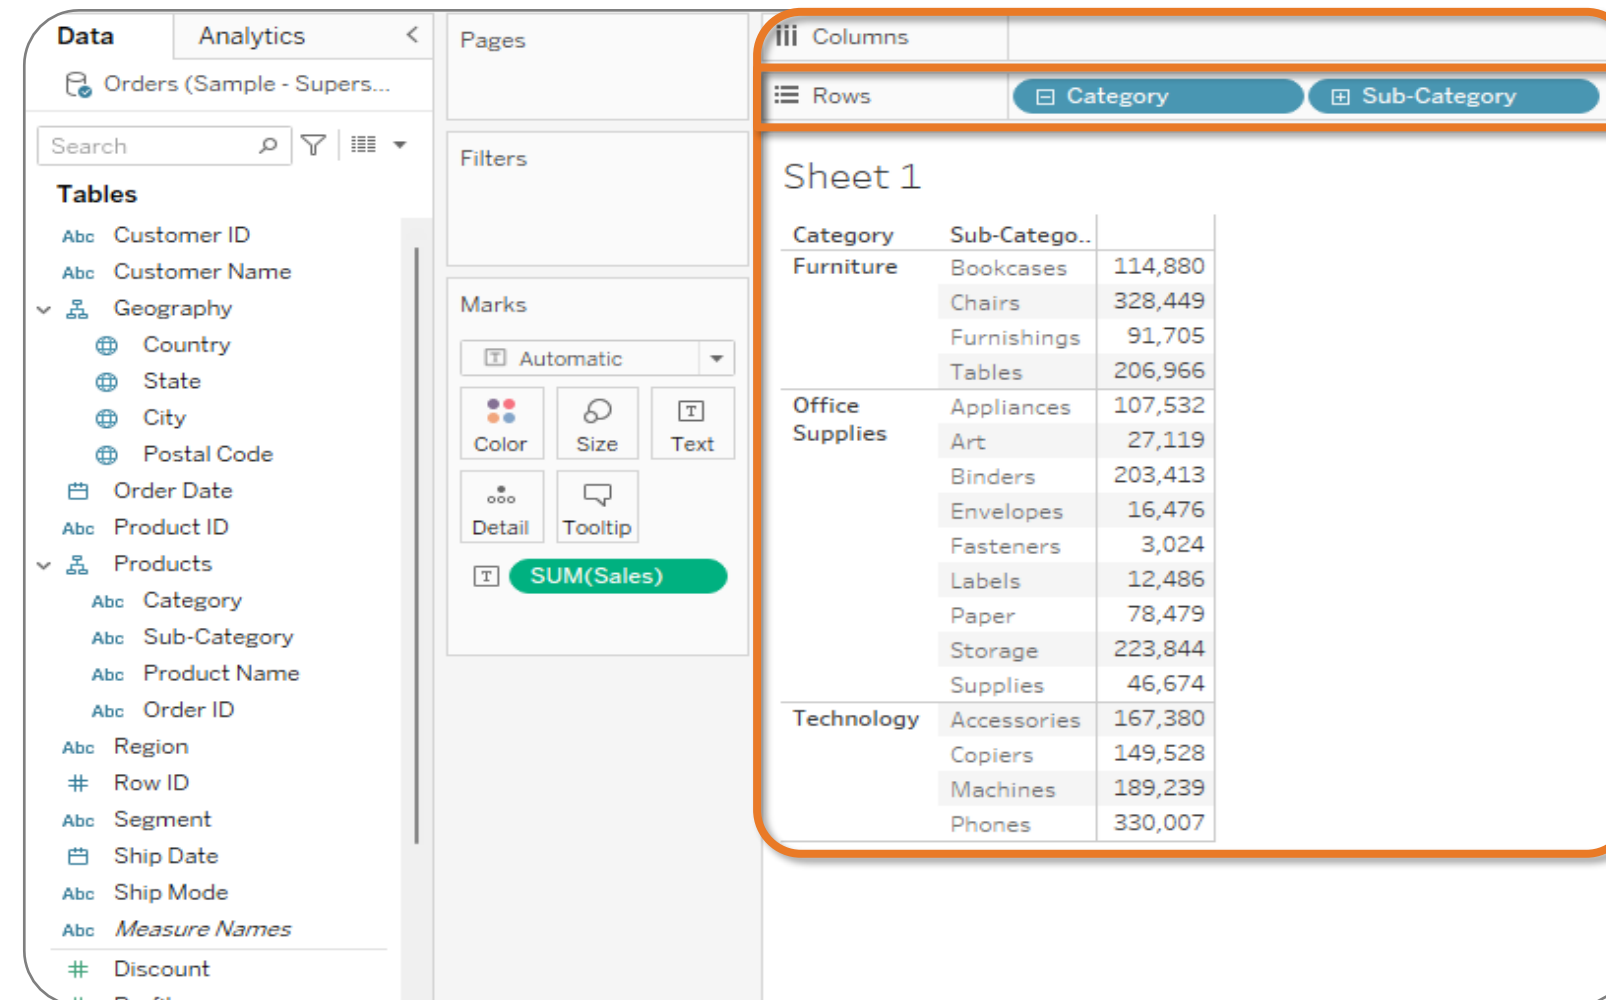 Data Analytics
Orders (Sample - Supers...
Search
Tables
Abc Customer ID
Abc Customer Name
Geography
Country
State
City
Postal Code
Order Date
Abc Product ID
Products
Abc Category
Abc Sub-Category
Abc Product Name
Abc Order ID
Abc Region
# Row ID
Abc Segment
Ship Date
Abc Ship Mode
Abc Measure Names
# Discount
Pages
Filters
Marks
T Automatic
Color Size T Text
Detail Tooltip
T SUM(Sales)
Columns
Rows Category Sub-Category
Sheet 1
Category Sub-Catego..
Furniture Bookcases 114,880
Chairs 328,449
Furnishings 91,705
Tables 206,966
Office Supplies Appliances 107,532
Art 27,119
Binders 203,413
Envelopes 16,476
Fasteners 3,024
Labels 12,486
Paper 78,479
Storage 223,844
Supplies 46,674
Technology Accessories 167,380
Copiers 149,528
Machines 189,239
Phones 330,007